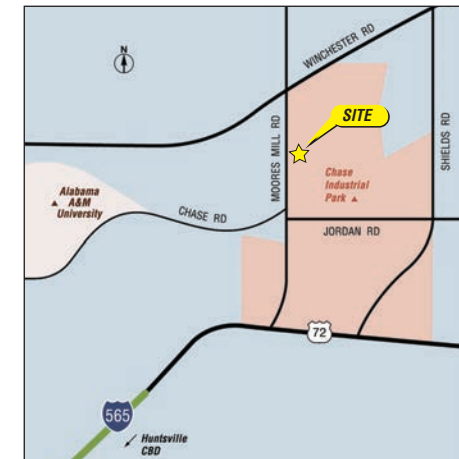 WINCHESTER RD
N
SITE
MOORES MILL RD
SHIELDS RD
Chase
Industrial
Park
Alabama
A&M
University
CHASE RD
JORDAN RD
72
565
Huntsville
CBD